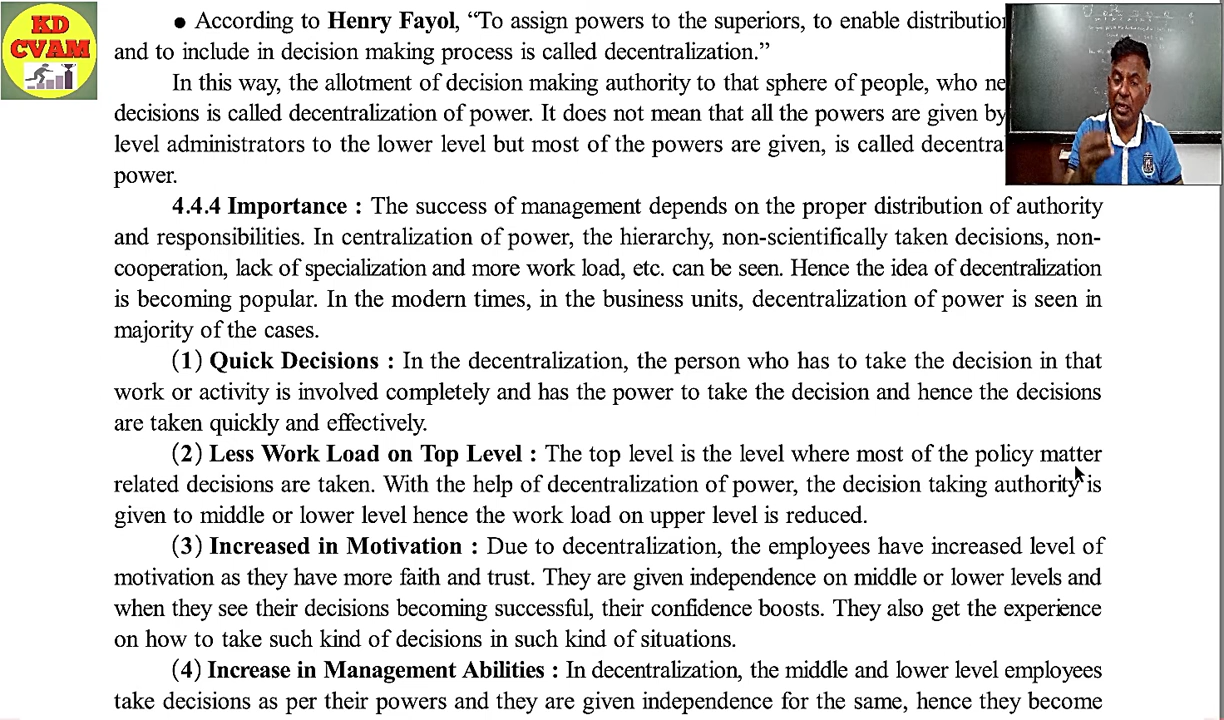 KD
CVAM
● According to Henry Fayol, “To assign powers to the superiors, to enable
and to include in decision making process is called decentralization.”
In this way, the allotment of decision making authority to that sphere of people, who
decisions is called decentralization of power. It does not mean that all the powers are given by
level administrators to the lower level but most of the powers are given, is called
power.
4.4.4 Importance : The success of management depends on the proper distribution of authority
and responsibilities. In centralization of power, the hierarchy, non-scientifically taken decisions, non-
cooperation, lack of specialization and more work load, etc. can be seen. Hence the idea of decentralization
is becoming popular. In the modern times, in the business units, decentralization of power is seen in
majority of the cases.
(1) Quick Decisions : In the decentralization, the person who has to take the decision in that
work or activity is involved completely and has the power to take the decision and hence the decisions
are taken quickly and effectively.
(2) Less Work Load on Top Level : The top level is the level where most of the policy matter
related decisions are taken. With the help of decentralization of power, the decision taking authority is
given to middle or lower level hence the work load on upper level is reduced.
(3) Increased in Motivation : Due to decentralization, the employees have increased level of
motivation as they have more faith and trust. They are given independence on middle or lower levels and
when they see their decisions becoming successful, their confidence boosts. They also get the experience
on how to take such kind of decisions in such kind of situations.
(4) Increase in Management Abilities : In decentralization, the middle and lower level employees
take decisions as per their powers and they are given independence for the same, hence they become